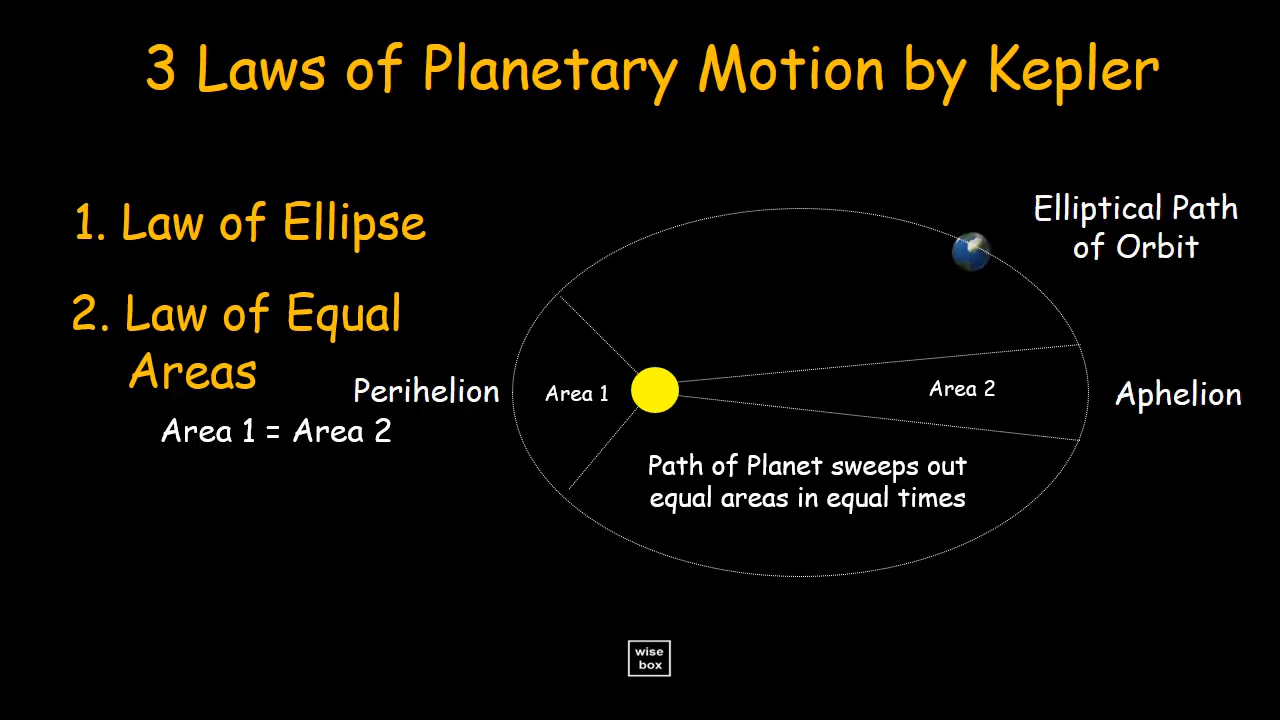 3 Laws of Planetary Motion by Kepler
1. Law of Ellipse
2. Law of Equal
Areas
Area 1 = Area 2
Elliptical Path
of Orbit
Perihelion
Area 1
Area 2
Aphelion
Path of Planet sweeps out
equal areas in equal times
wise
box